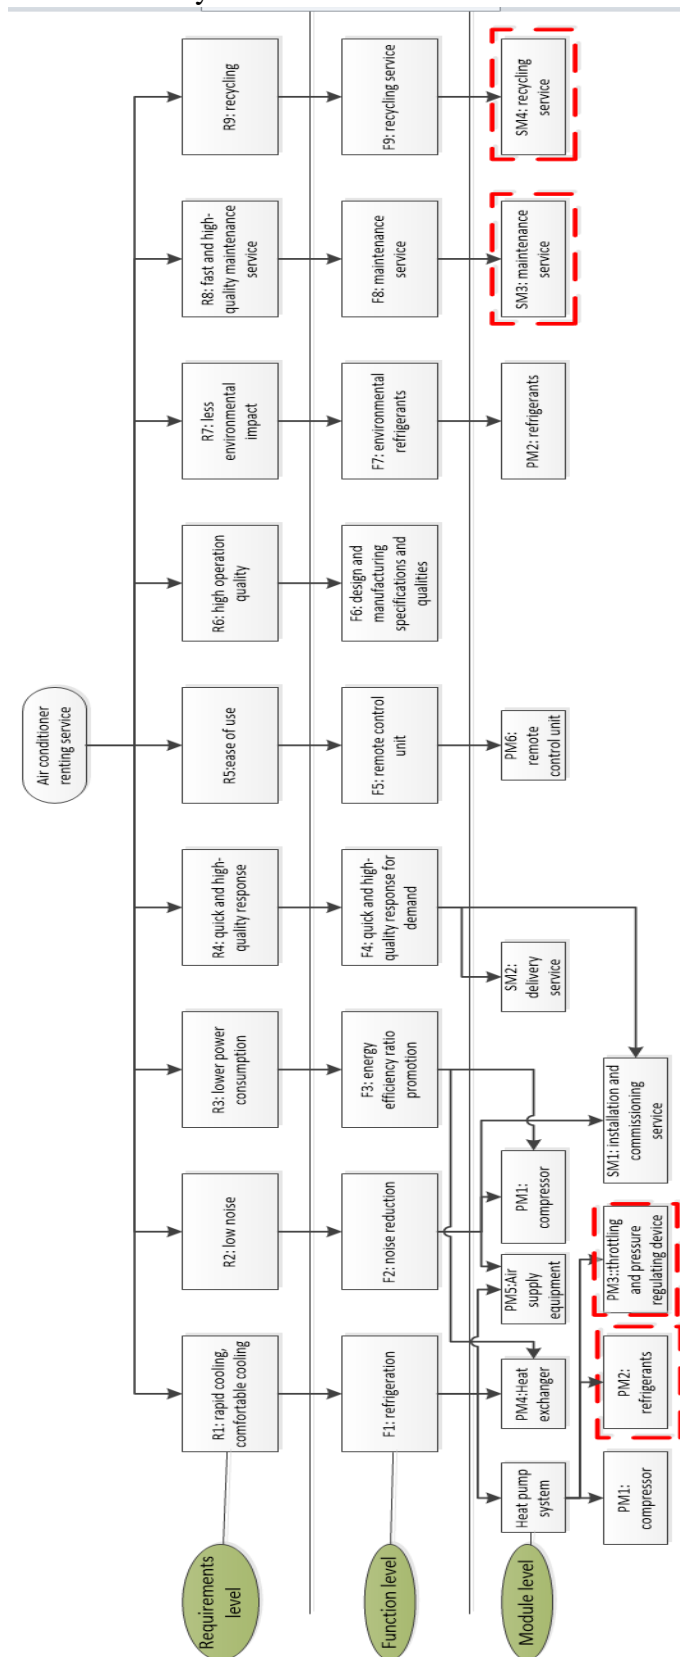 Air conditioner
renting service
Requirements
level
R1: rapid cooling,
comfortable cooling
R2: low noise
R3: lower power
consumption
R4: quick and high-
quality response
R5:ease of use
R6: high operation
quality
R7: less
environmental
impact
R8: fast and high-
quality maintenance
service
R9: recycling
Function level
F1: refrigeration
F2: noise reduction
F3: energy
efficiency ratio
promotion
F4: quick and high-
quality response for
demand
F5: remote control
unit
F6: design and
manufacturing
specifications and
qualities
F7: environmental
refrigerants
F8: maintenance
service
F9: recycling service
Module level
Heat pump
system
PM4:Heat
exchanger
PM5:Air
supply
equipment
PM1:
compressor
SM2:
delivery
service
PM6:
remote
control unit
PM2: refrigerants
SM3: maintenance
service
SM4: recycling
service
PM1:
compressor
PM2:
refrigerants
PM3::throttling
and pressure
regulating device
SM1: installation and
commissioning
service